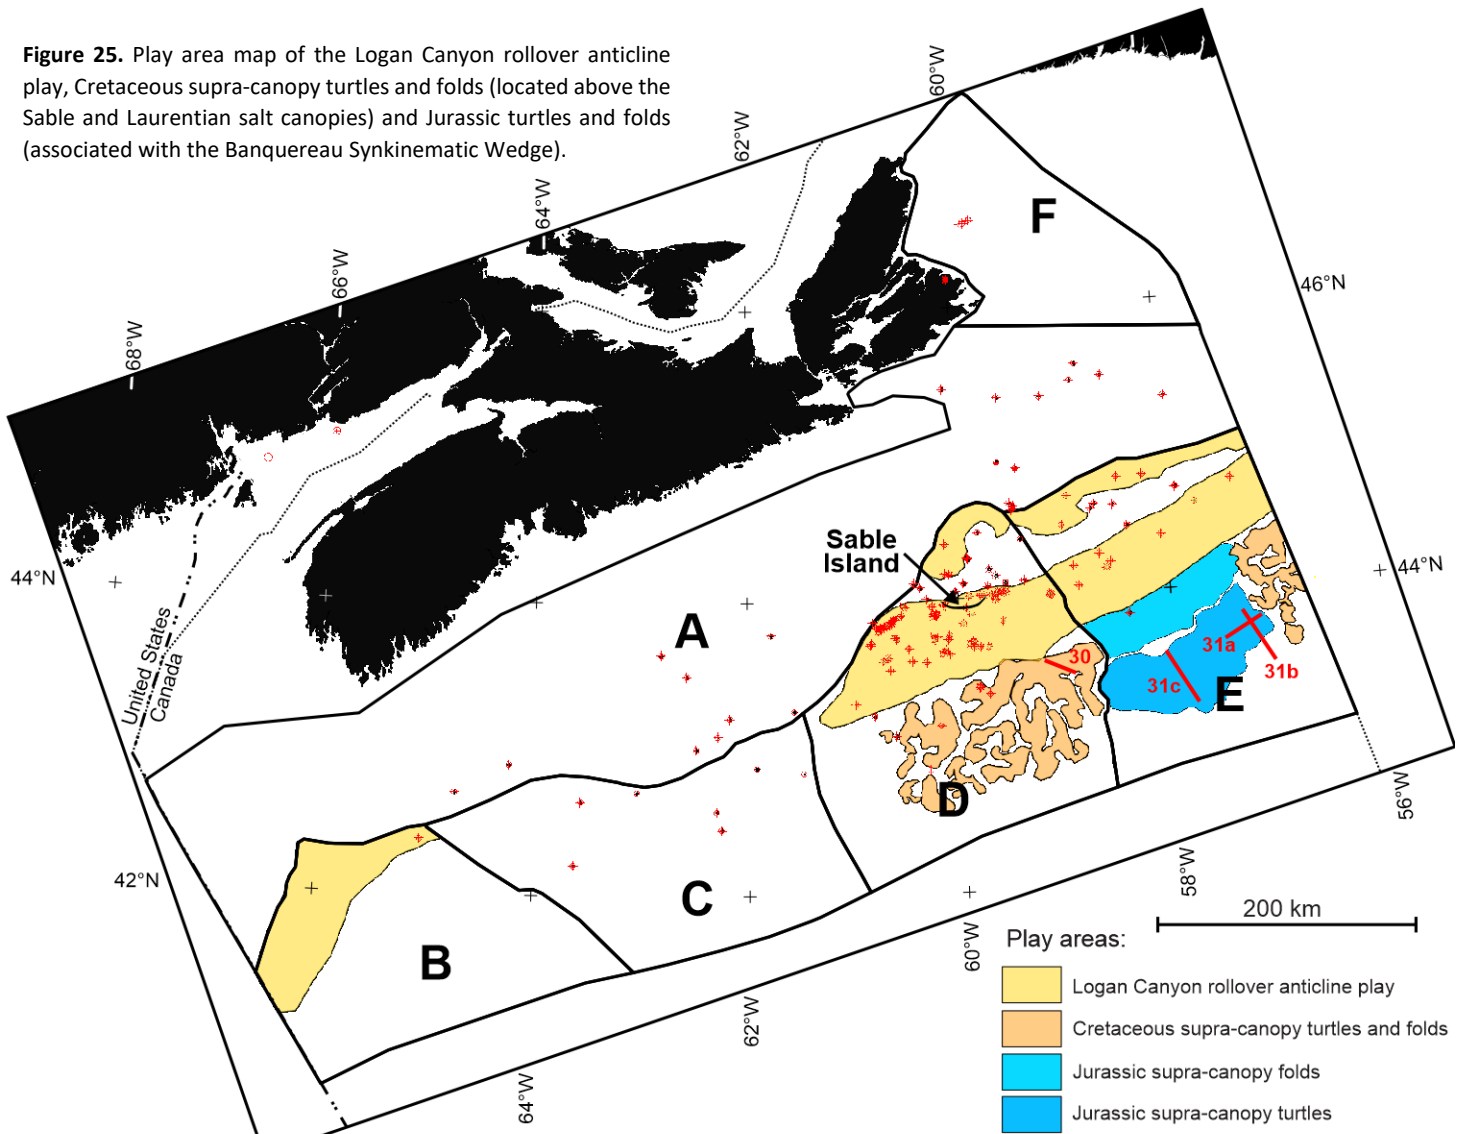 Figure 25. Play area map of the Logan Canyon rollover anticline
play, Cretaceous supra-canopy turtles and folds (located above the
Sable and Laurentian salt canopies) and Jurassic turtles and folds
(associated with the Banquereau Synkinematic Wedge).
60°W
62°W
64°W
66°W
68°W
F
46°N
Sable
Island
44°N
44°N
A
United States
Canada
30
31a
31b
31c
E
D
56°W
42°N
58°W
C
200 km
B
60°W
62°W
64°W
Play areas:
Logan Canyon rollover anticline play
Cretaceous supra-canopy turtles and folds
Jurassic supra-canopy folds
Jurassic supra-canopy turtles